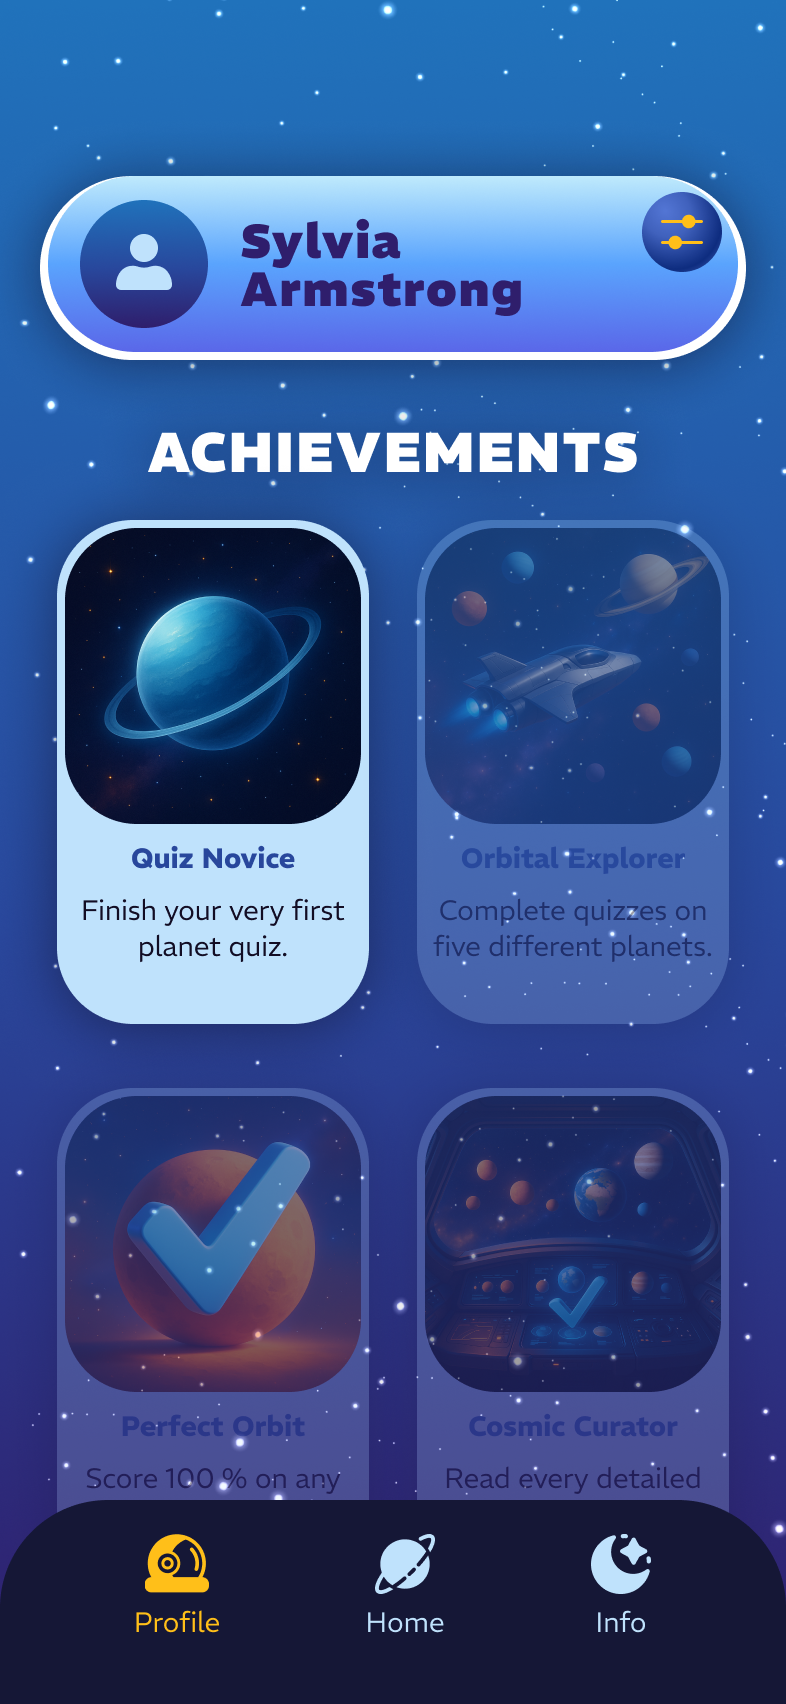 Sylvia
Armstrong
ACHIEVEMENTS
Quiz Novice
Finish your very first
planet quiz.
Orbital Explorer
Complete quizzes on
five different planets.
Perfect Orbit
Score 100 % on any
Cosmic Curator
Read every detailed
Profile
Home
Info